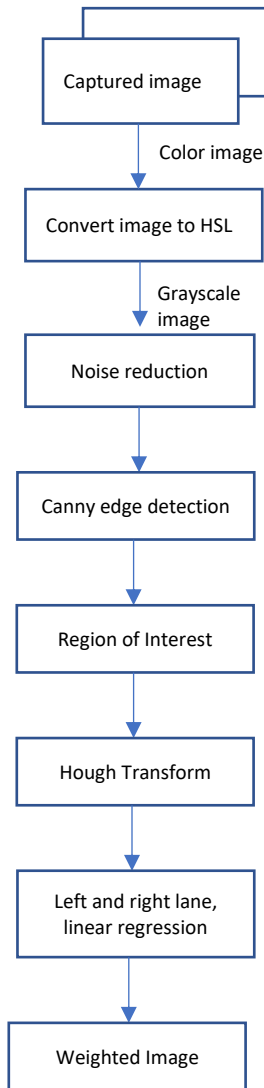 Captured image
Color image
Convert image to HSL
Grayscale
image
Noise reduction
Canny edge detection
Region of Interest
Hough Transform
Left and right lane,
linear regression
Weighted Image